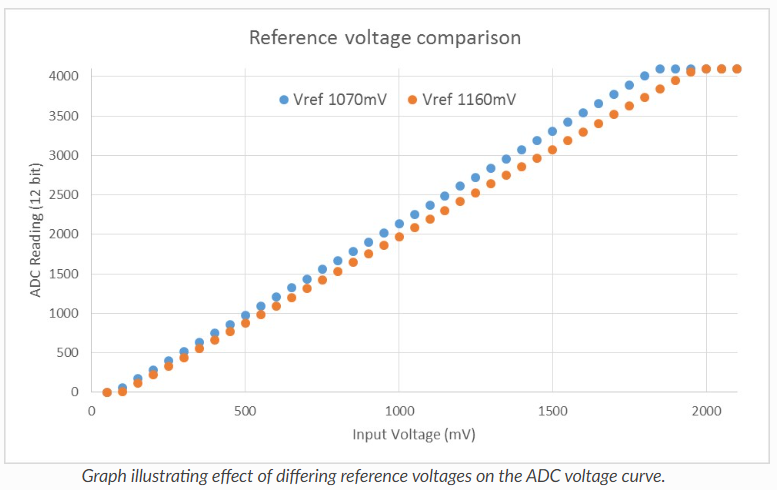 Reference voltage comparison
4000
Vref 1070mV Vref 1160mV
3500
3000
2500
2000
1500
1000
500
0
ADC Reading (12 bit)
0 500 1000 1500 2000
Input Voltage (mV)
Graph illustrating effect of differing reference voltages on the ADC voltage curve.